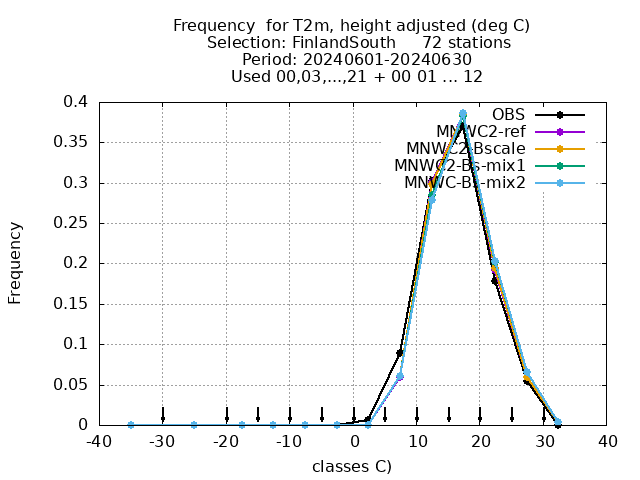 Frequency  for T2m, height adjusted (deg C)
Selection: FinlandSouth     72 stations
Period: 20240601-20240630
Used 00,03,...,21 + 00 01 ... 12
0.4
0.35
0.3
0.25
0.2
0.15
0.1
0.05
0
Frequency
OBS
MNWC2-ref
MNWC2-Bscale
MNWC2-Bs-mix1
MNWC-Bs-mix2
-40 -30 -20 -10 0 10 20 30 40
classes C)